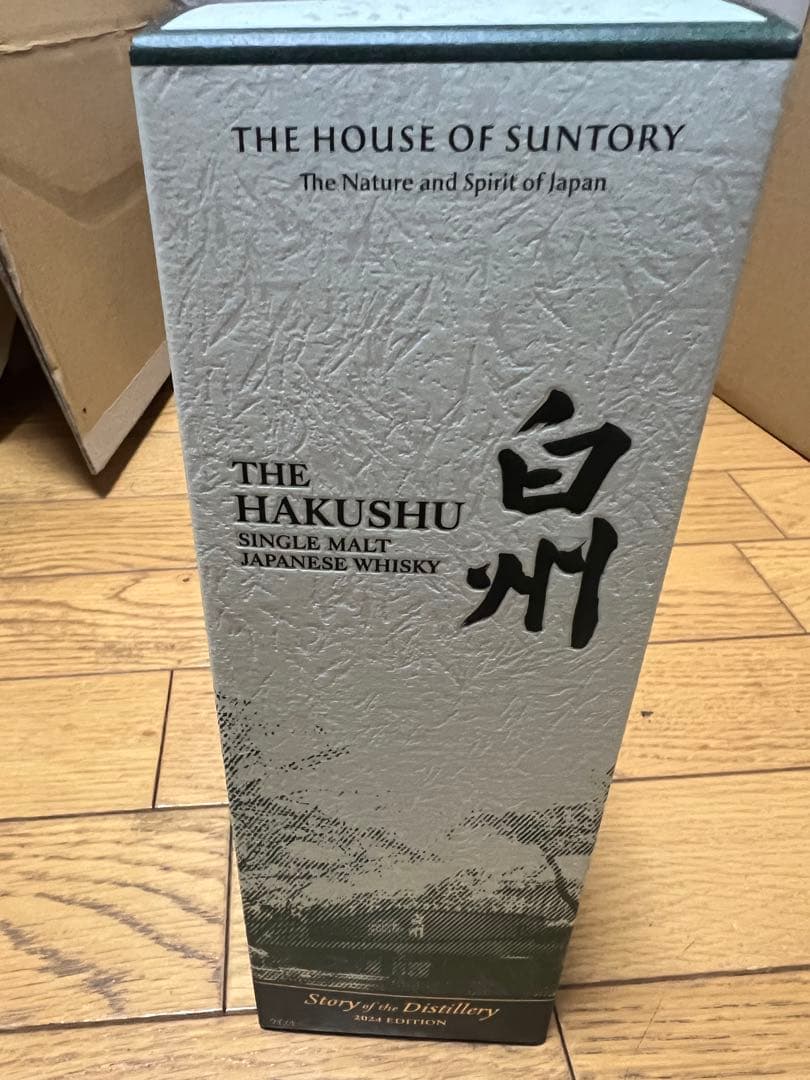 THE HOUSE OF SUNTORY
The Nature and Spirit of Japan
白州
THE
HAKUSHU
SINGLE MALT
JAPANESE WHISKY
Story of the Distillery
2024 EDITION